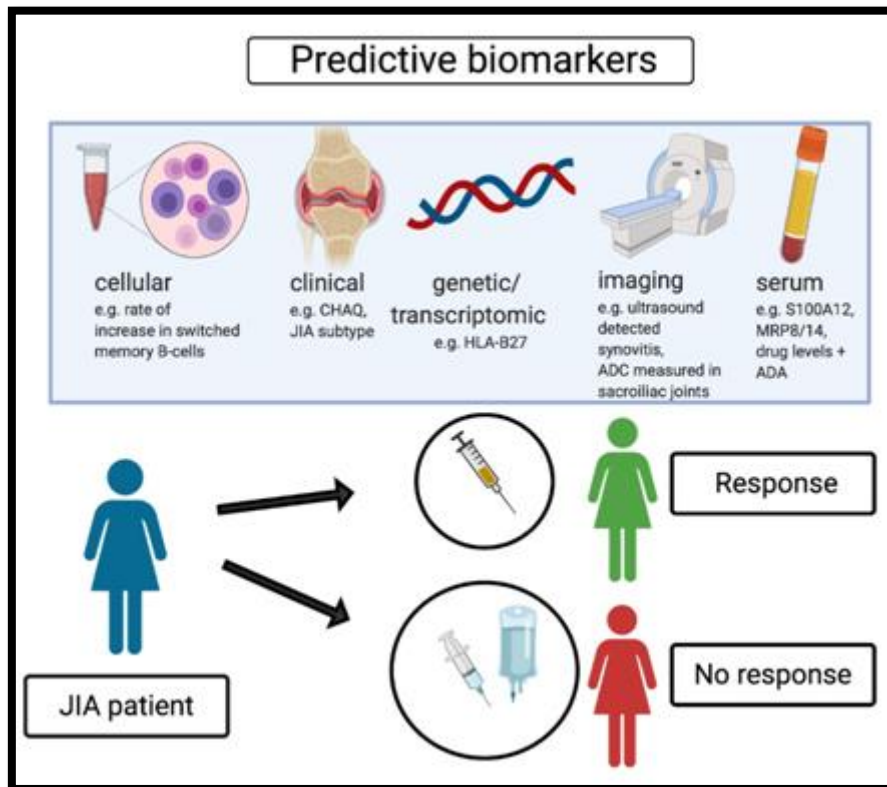 Predictive biomarkers
cellular
e.g. rate of
increase in switched
memory B-cells
clinical
e.g. CHAQ,
JIA subtype
genetic/
transcriptomic
e.g. HLA-B27
imaging
e.g. ultrasound
detected
synovitis,
ADC measured in
sacroiliac joints
serum
e.g. S100A12,
MRP8/14,
drug levels +
ADA
Response
No response
JIA patient